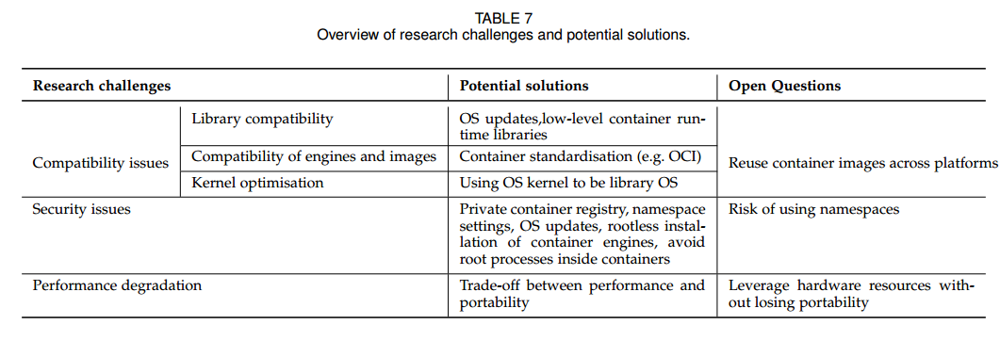 TABLE 7
Overview of research challenges and potential solutions.
Research challenges Potential solutions Open Questions
Compatibility issues
Library compatibility
OS updates,low-level container run-
time libraries
Compatibility of engines and images
Container standardisation (e.g. OCI)
Kernel optimisation
Using OS kernel to be library OS
Reuse container images across platforms
Security issues
Private container registry, namespace
settings, OS updates, rootless instal-
lation of container engines, avoid
root processes inside containers
Risk of using namespaces
Performance degradation
Trade-off between performance and
portability
Leverage hardware resources with-
out losing portability